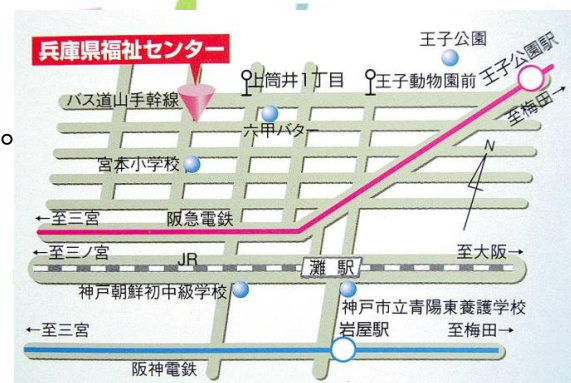 兵庫県福祉センター
王子公園
王子公園駅
上筒井1丁目
王子動物園前
バス道山手幹線
至梅田→
六甲バター
N
宮本小学校
←至三宮
阪急電鉄
←至三ノ宮
JR
灘駅
至大阪→
神戸朝鮮初中級学校
神戸市立青陽東養護学校
←至三宮
岩屋駅
至梅田→
阪神電鉄